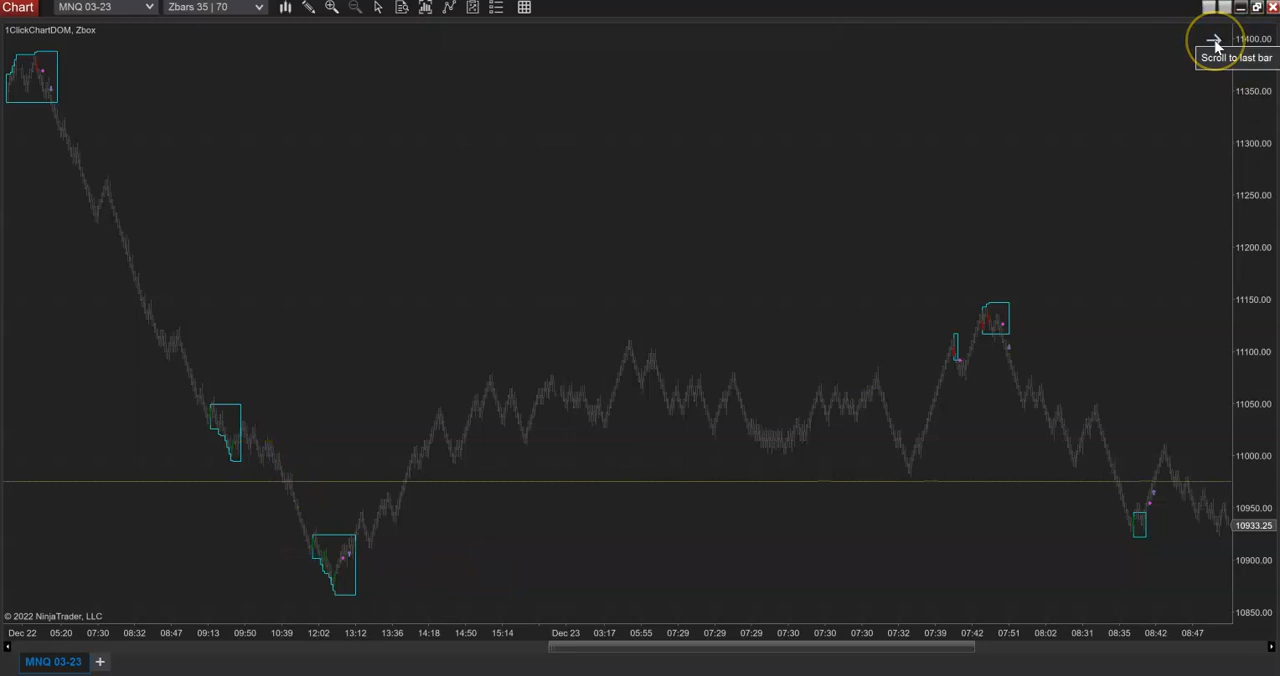 Chart
MNQ 03-23
Zbars 35 | 70
1ClickChartDOM, Zbox
Scroll to last bar
11400.00
11350.00
11300.00
11250.00
11200.00
11150.00
11100.00
11050.00
11000.00
10950.00
10933.25
10900.00
10850.00
© 2022 NinjaTrader, LLC
Dec 22 05:20 07:30 08:32 08:47 09:13 09:50 10:39 12:02 13:12 13:36 14:18 14:50 15:14 Dec 23 03:17 05:55 07:29 07:29 07:29 07:29 07:30 07:32 07:35 07:39 07:42 07:51 08:02 08:31 08:35 08:42 08:47
MNQ 03-23